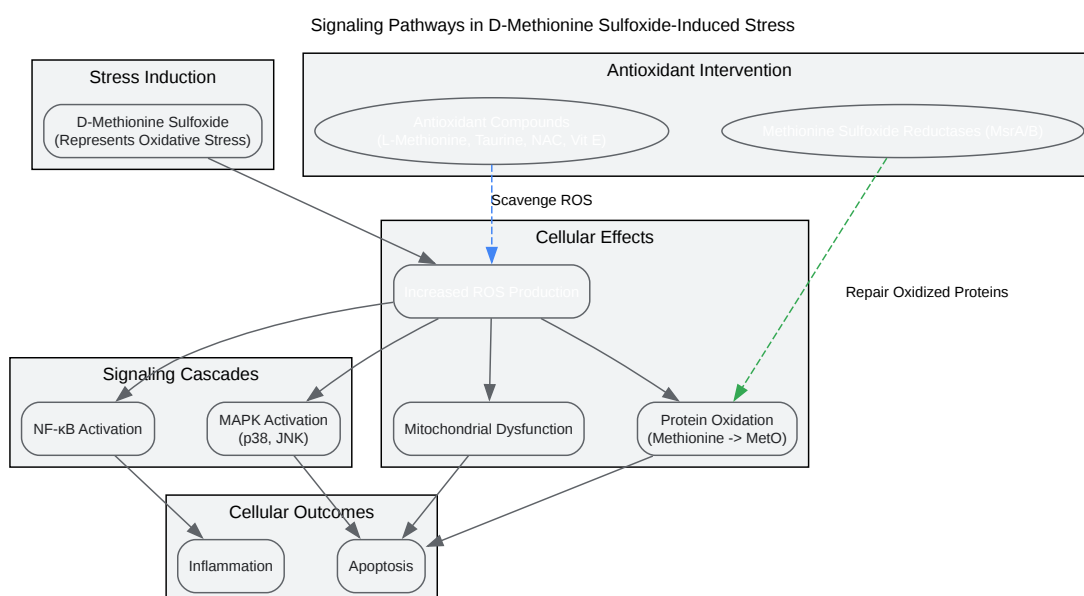 Signaling Pathways in D-Methionine Sulfoxide-Induced Stress
Stress Induction
D-Methionine Sulfoxide
(Represents Oxidative Stress)
Antioxidant Intervention
Antioxidant Compounds
(L-Methionine, Taurine, NAC, Vit E)
Methionine Sulfoxide Reductases (MsrA/B)
Scavenge ROS
Cellular Effects
Increased ROS Production
Repair Oxidized Proteins
Signaling Cascades
NF-κB Activation
MAPK Activation
(p38, JNK)
Mitochondrial Dysfunction
Protein Oxidation
(Methionine -> MetO)
Cellular Outcomes
Inflammation
Apoptosis